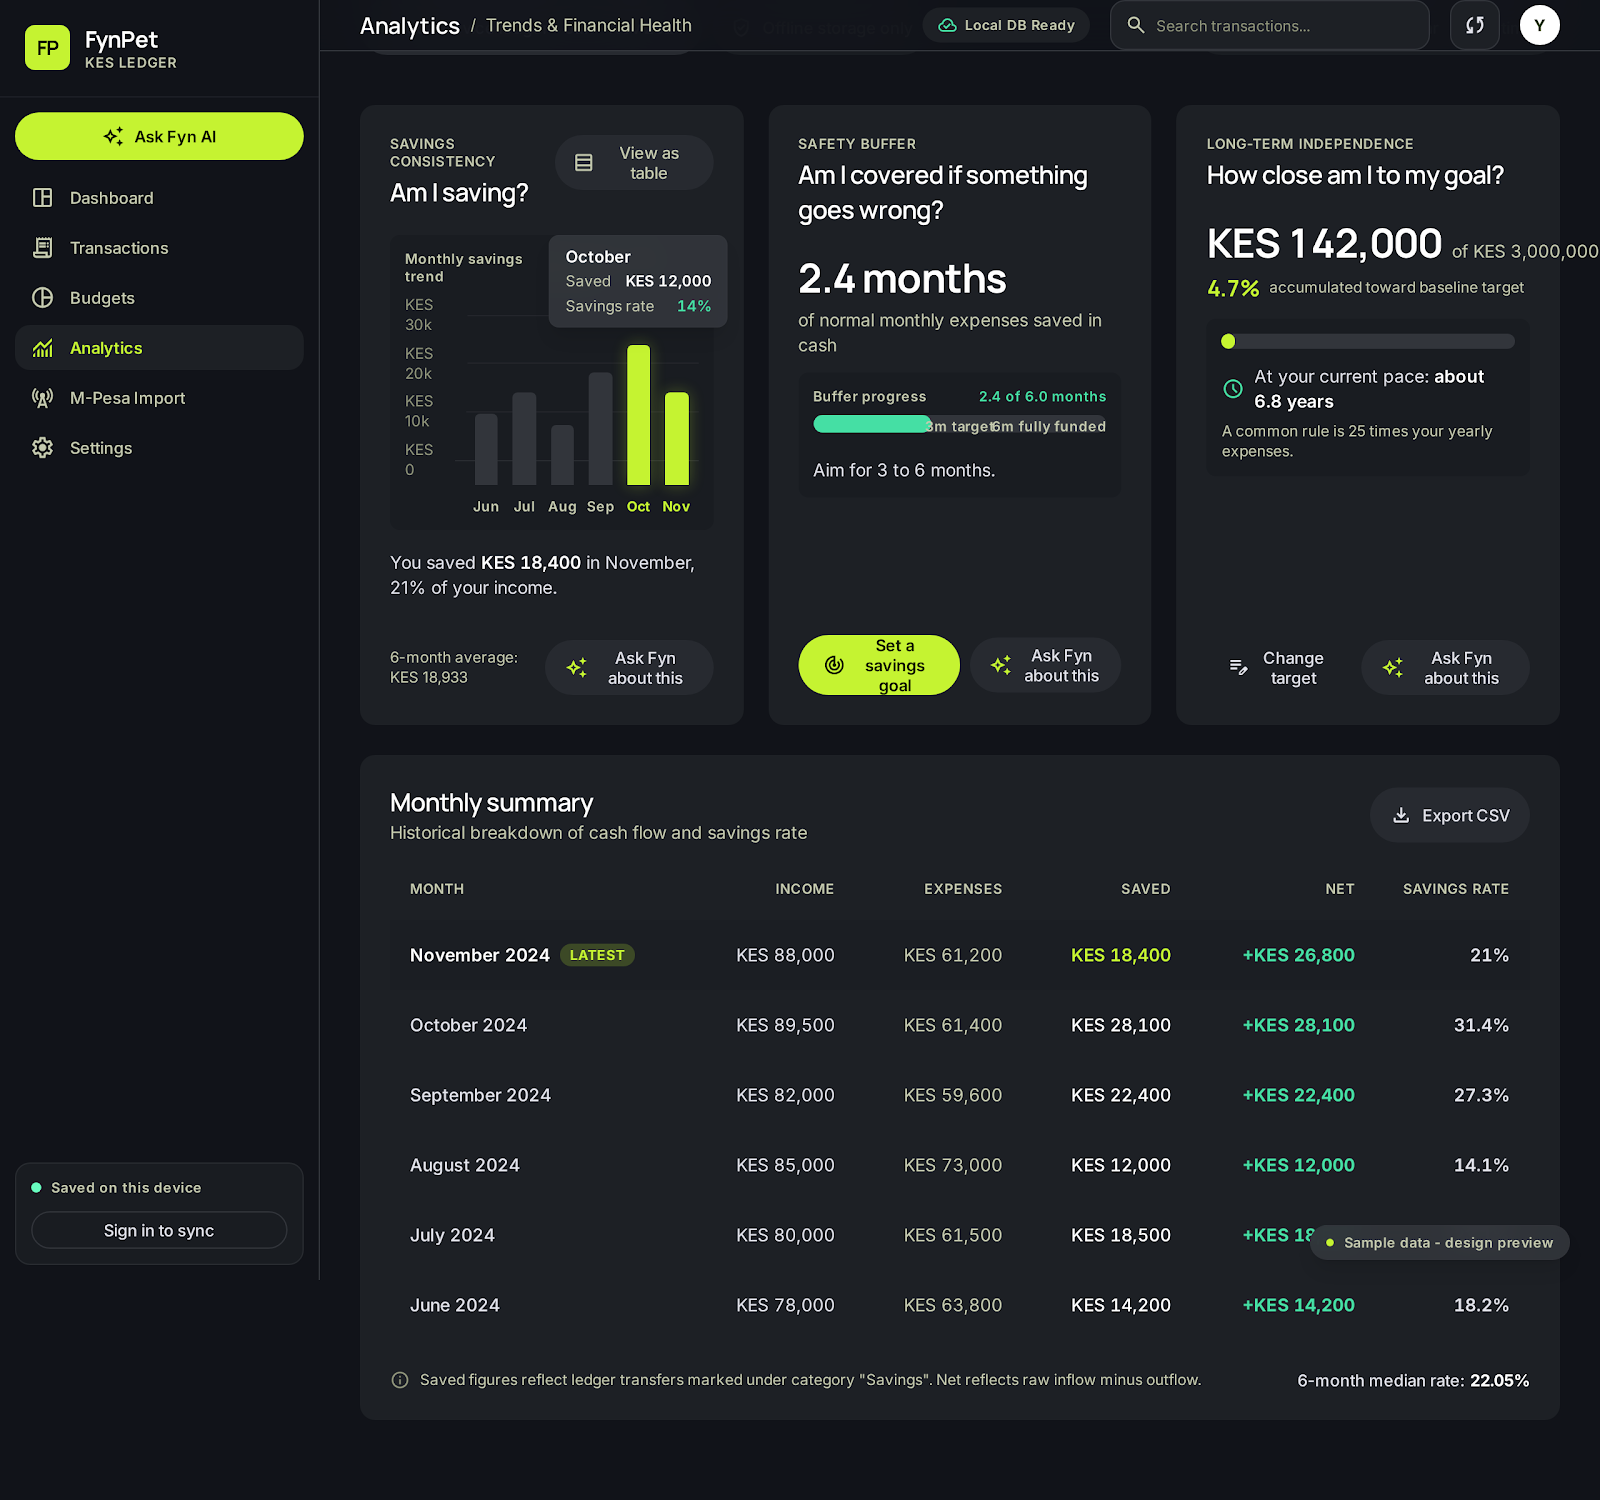 FP
FynPet
KES LEDGER
Ask Fyn AI
Dashboard
Transactions
Budgets
Analytics
M-Pesa Import
Settings
Saved on this device
Sign in to sync
Analytics / Trends & Financial Health
Local DB Ready
Search transactions...
Y
SAVINGS
CONSISTENCY
Am I saving?
View as
table
Monthly savings
trend
October
Saved KES 12,000
Savings rate 14%
KES
30k
KES
20k
KES
10k
KES
0
Jun Jul Aug Sep Oct Nov
You saved KES 18,400 in November,
21% of your income.
6-month average:
KES 18,933
Ask Fyn
about this
SAFETY BUFFER
Am I covered if something
goes wrong?
2.4 months
of normal monthly expenses saved in
cash
Buffer progress 2.4 of 6.0 months
3m target 6m fully funded
Aim for 3 to 6 months.
Set a
savings
goal
Ask Fyn
about this
LONG-TERM INDEPENDENCE
How close am I to my goal?
KES 142,000 of KES 3,000,000
4.7% accumulated toward baseline target
At your current pace: about
6.8 years
A common rule is 25 times your yearly
expenses.
Change
target
Ask Fyn
about this
Monthly summary
Historical breakdown of cash flow and savings rate
Export CSV
MONTH INCOME EXPENSES SAVED NET SAVINGS RATE
November 2024 LATEST KES 88,000 KES 61,200 KES 18,400 +KES 26,800 21%
October 2024 KES 89,500 KES 61,400 KES 28,100 +KES 28,100 31.4%
September 2024 KES 82,000 KES 59,600 KES 22,400 +KES 22,400 27.3%
August 2024 KES 85,000 KES 73,000 KES 12,000 +KES 12,000 14.1%
July 2024 KES 80,000 KES 61,500 KES 18,500 +KES 18
Sample data - design preview
June 2024 KES 78,000 KES 63,800 KES 14,200 +KES 14,200 18.2%
Saved figures reflect ledger transfers marked under category "Savings". Net reflects raw inflow minus outflow.
6-month median rate: 22.05%